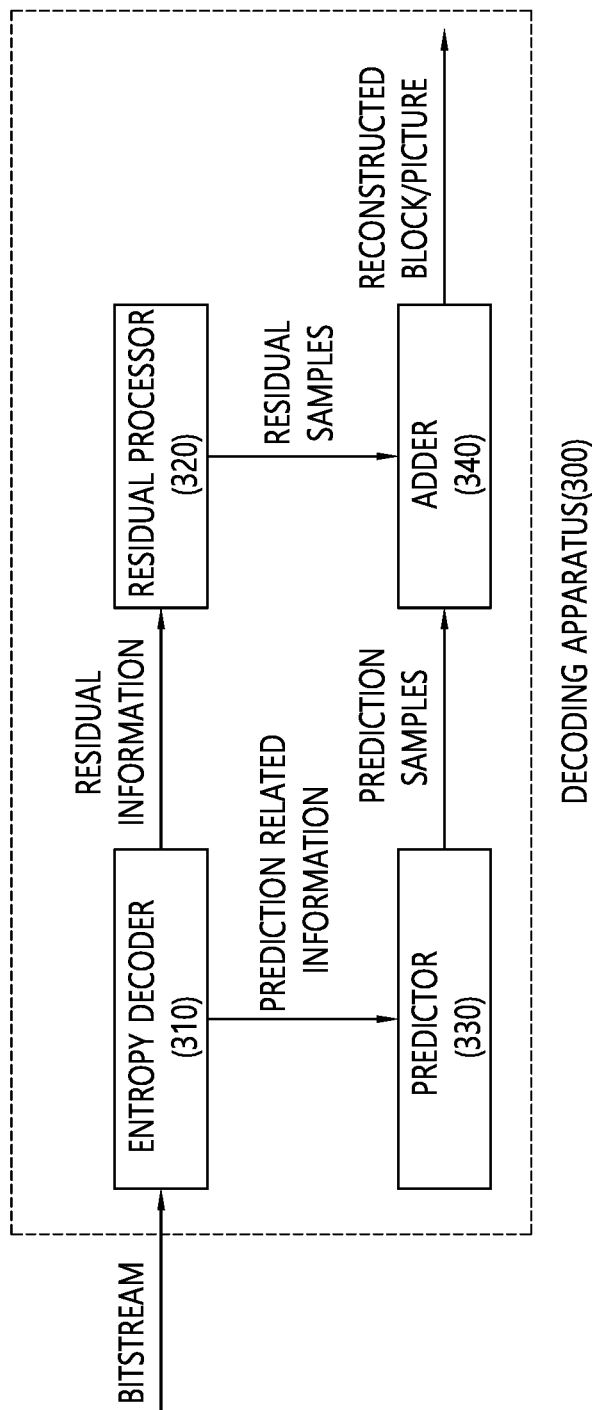 BITSTREAM
ENTROPY DECODER
(310)
RESIDUAL
INFORMATION
RESIDUAL PROCESSOR
(320)
PREDICTION RELATED
INFORMATION
RESIDUAL
SAMPLES
PREDICTOR
(330)
PREDICTION
SAMPLES
ADDER
(340)
RECONSTRUCTED
BLOCK/PICTURE
DECODING APPARATUS(300)